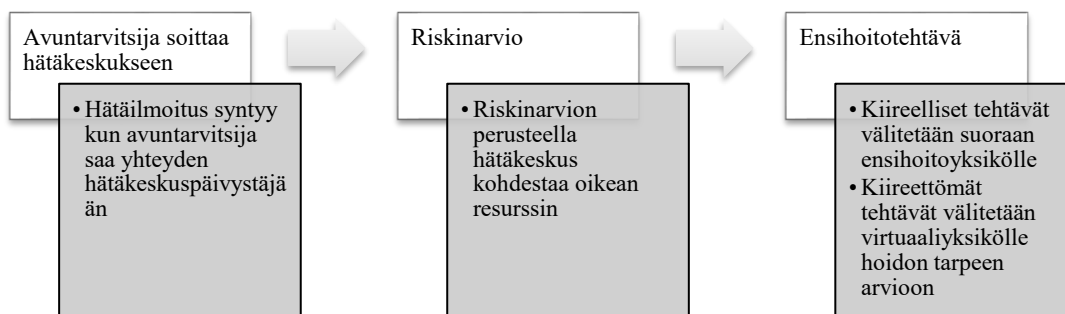 Avuntarvitsija soittaa
hätäkeskukseen
• Hätäilmoitus syntyy
kun avuntarvitsija
saa yhteyden
hätäkeskuspäivystäjä
än
Riskinarvio
• Riskinarvion
perusteella
hätäkeskus
kohdestaa oikean
resurssin
Ensihoitotehtävä
• Kiireelliset tehtävät
välitetään suoraan
ensihoitoyksikölle
• Kiireettömät
tehtävät välitetään
virtuaaliyksikölle
hoidon tarpeen
arvioon